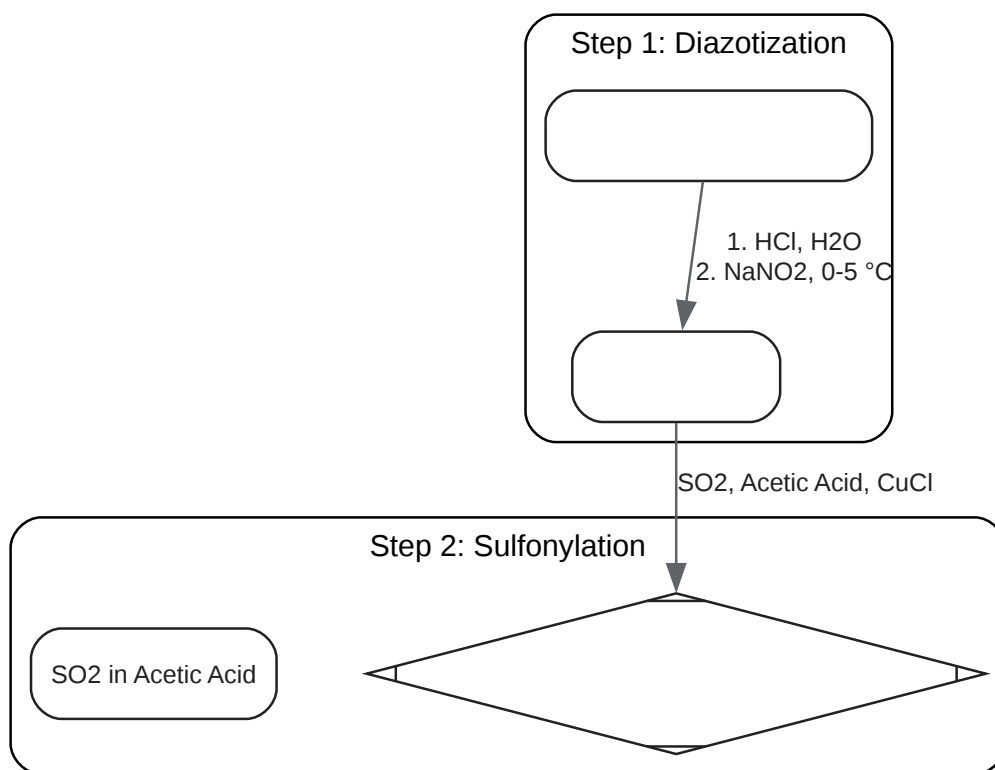 Step 1: Diazotization
1. HCl, H2O
2. NaNO2, 0-5 °C
SO2, Acetic Acid, CuCl
Step 2: Sulfonylation
SO2 in Acetic Acid